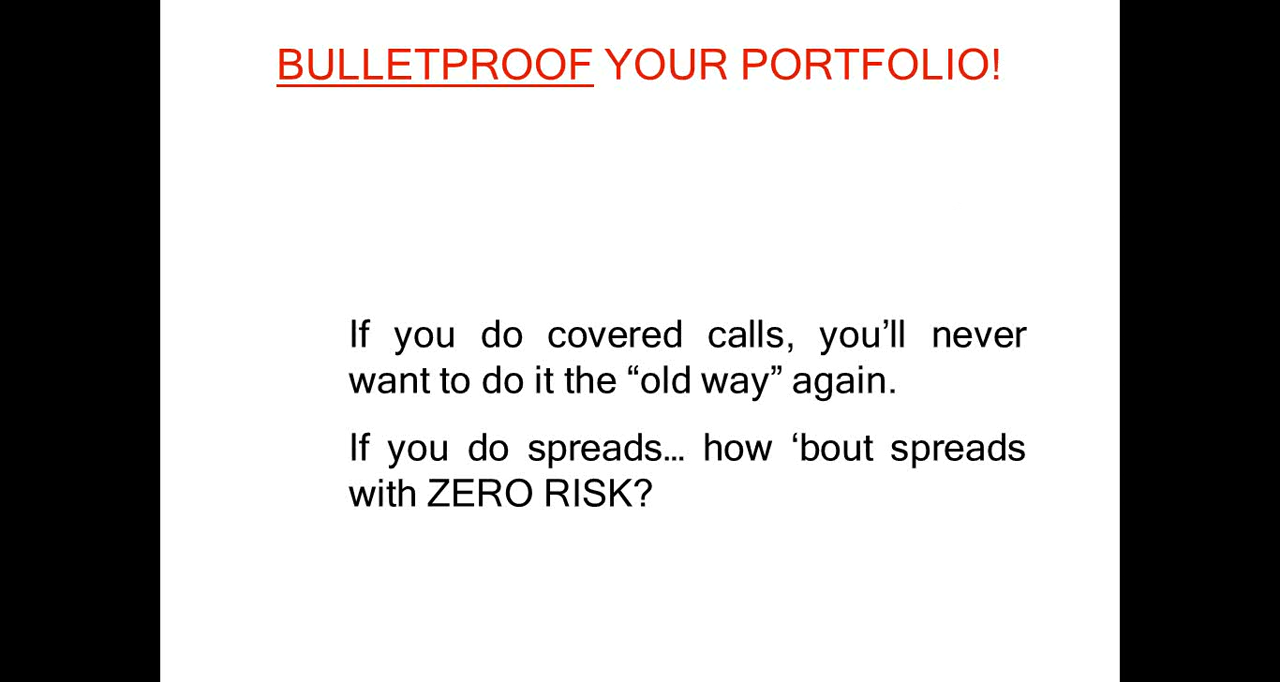 BULLETPROOF YOUR PORTFOLIO!
If you do covered calls, you’ll never
want to do it the “old way” again.
If you do spreads... how ‘bout spreads
with ZERO RISK?